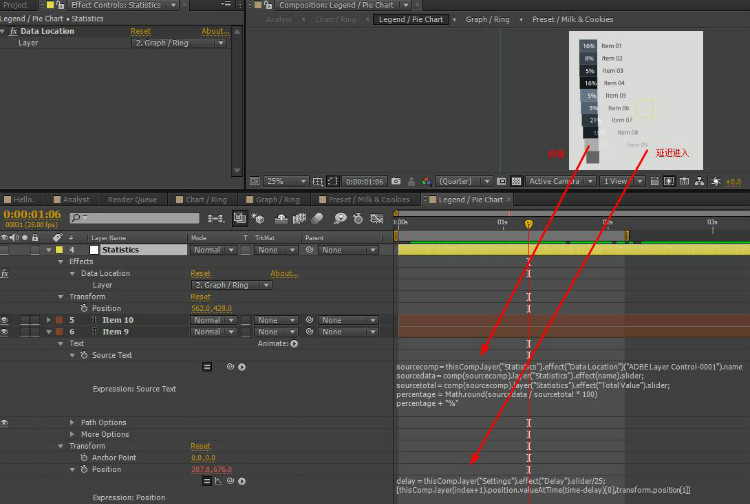 Project
Effect Controls: Statistics
Legend / Pie Chart • Statistics
fx Data Location
Reset
About...
Layer
2. Graph / Ring
Composition: Legend / Pie Chart
Analyst
Chart / Ring
Legend / Pie Chart
Graph / Ring
Preset / Milk & Cookies
16% Item 01
8% Item 02
5% Item 03
16% Item 04
5% Item 05
5% Item 06
21% Item 07
Item 08
Item 09
延迟进入
25%
0:00:01:06
(Quarter)
Active Camera
1 View
+0.0
Hello.
Analyst
Render Queue
Chart / Ring
Graph / Ring
Preset / Milk & Cookies
Legend / Pie Chart
0:00:01:06
00031 (25.00 fps)
#
Layer Name
Mode
T
TrkMat
Parent
:00s
01s
02s
03s
4
Statistics
Normal
None
Effects
fx
Data Location
Reset
About...
Layer
2. Graph / Ring
Transform
Reset
Position
562.0,428.0
5
T
Item 10
Normal
None
None
6
T
Item 9
Normal
None
None
Text
Animate:
Source Text
sourcecomp= thisComp.layer("Statistics").effect("Data Location")("ADBE Layer Control-0001").name
sourcedata= comp(sourcecomp).layer("Statistics").effect(name).slider;
sourcetotal= comp(sourcecomp).layer("Statistics").effect("Total Value").slider;
Expression: Source Text
percentage = Math.round(sourcedata / sourcetotal * 100)
percentage + "%"
Path Options
More Options
Transform
Reset
Anchor Point
0.0,0.0
Position
207.0,676.0
delay = thisComp.layer("Settings").effect("Delay").slider/25;
Expression: Position
[thisComp.layer(index+1).position.valueAtTime(time-delay)[0],transform.position[1]]